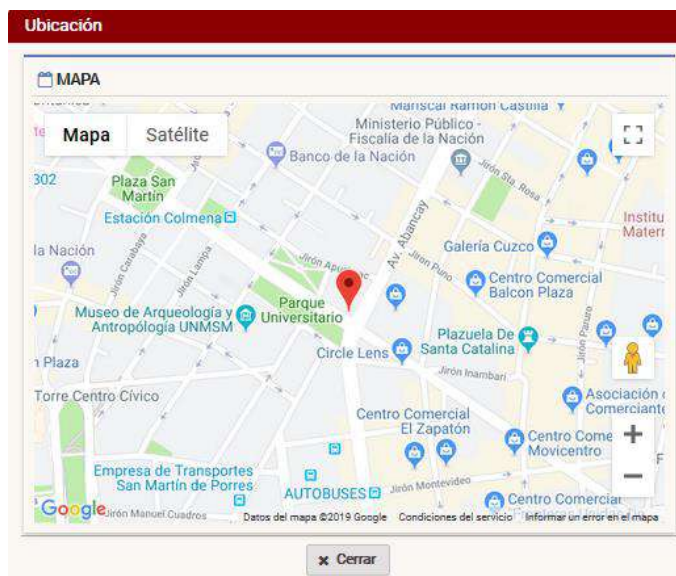 Ubicación
MAPA
Mariscal Ramón Castilla
Mapa
Satélite
Ministerio Público -
Fiscalía de la Nación
Banco de la Nación
302
Plaza San
Martín
Jirón Sta. Rosa
Estación Colmena
Institu
Matern
la Nación
Jirón Carabaya
Jirón Lampa
Av. Abancay
Galería Cuzco
Jirón Puno
Centro Comercial
Balcon Plaza
Parque
Universitario
Museo de Arqueología y
Antropólogía UNMSM
Jirón Paruro
Plazuela De
Santa Catalina
Circle Lens
n Plaza
Jirón Inambari
Torre Centro Cívico
Asociación
Comerciante
Centro Comercial
El Zapatón
Centro Come
Movicentro
Empresa de Transportes
San Martín de Porres
AUTOBUSES
Jirón Montevideo
Centro Comercial
Google
Jirón Manuel Cuadros
Datos del mapa ©2019 Google
Condiciones del servicio
Informar un error en el mapa
Cerrar